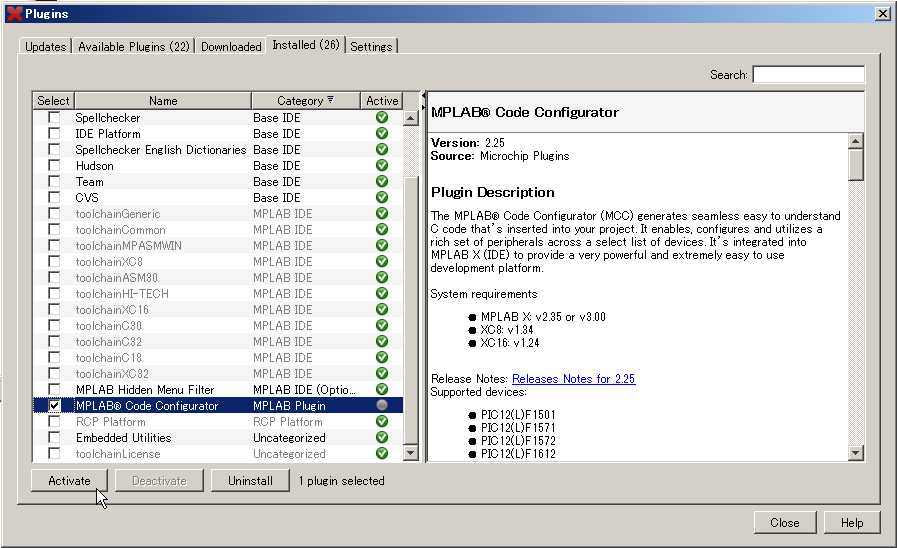 Plugins
Updates Available Plugins (22) Downloaded Installed (26) Settings
Search:
Select Name Category Active
Spellchecker Base IDE
IDE Platform Base IDE
Spellchecker English Dictionaries Base IDE
Hudson Base IDE
Team Base IDE
CVS Base IDE
toolchainGeneric MPLAB IDE
toolchainCommon MPLAB IDE
toolchainMPASMWIN MPLAB IDE
toolchainXC8 MPLAB IDE
toolchainASM30 MPLAB IDE
toolchainHI-TECH MPLAB IDE
toolchainXC16 MPLAB IDE
toolchainC30 MPLAB IDE
toolchainC32 MPLAB IDE
toolchainC18 MPLAB IDE
toolchainXC32 MPLAB IDE
MPLAB Hidden Menu Filter MPLAB IDE (Optio...
MPLAB® Code Configurator MPLAB Plugin
RCP Platform RCP Platform
Embedded Utilities Uncategorized
toolchainLicense Uncategorized
MPLAB® Code Configurator
Version: 2.25
Source: Microchip Plugins
Plugin Description
The MPLAB® Code Configurator (MCC) generates seamless easy to understand
C code that's inserted into your project. It enables, configures and utilizes a
rich set of peripherals across a select list of devices. It's integrated into
MPLAB X (IDE) to provide a very powerful and extremely easy to use
development platform.
System requirements
● MPLAB X: v2.35 or v3.00
● XC8: v1.34
● XC16: v1.24
Release Notes: Releases Notes for 2.25
Supported devices:
● PIC12(L)F1501
● PIC12(L)F1571
● PIC12(L)F1572
● PIC12(L)F1612
Activate Deactivate Uninstall 1 plugin selected
Close Help